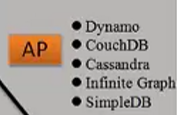 AP
Dynamo
CouchDB
Cassandra
Infinite Graph
SimpleDB